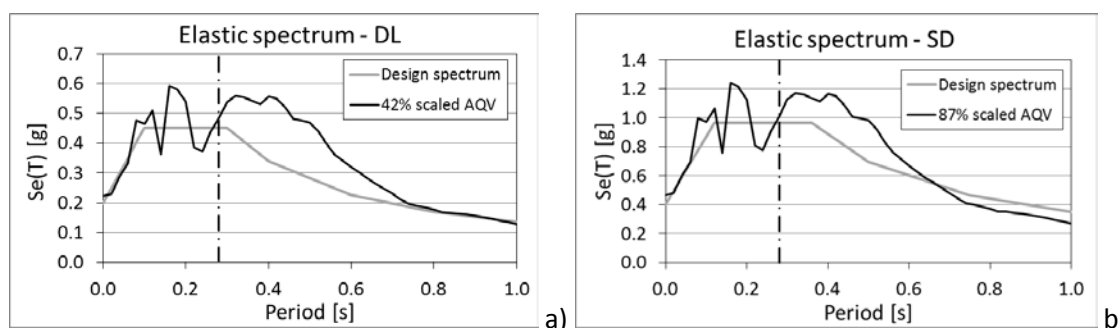 Elastic spectrum - DL
Se(T) [g]
0.7
0.6
0.5
0.4
0.3
0.2
0.1
0.0
Design spectrum
42% scaled AQV
0.0 0.2 0.4 0.6 0.8 1.0
Period [s]
a)
Elastic spectrum - SD
Se(T) [g]
1.4
1.2
1.0
0.8
0.6
0.4
0.2
0.0
Design spectrum
87% scaled AQV
0.0 0.2 0.4 0.6 0.8 1.0
Period [s]
b